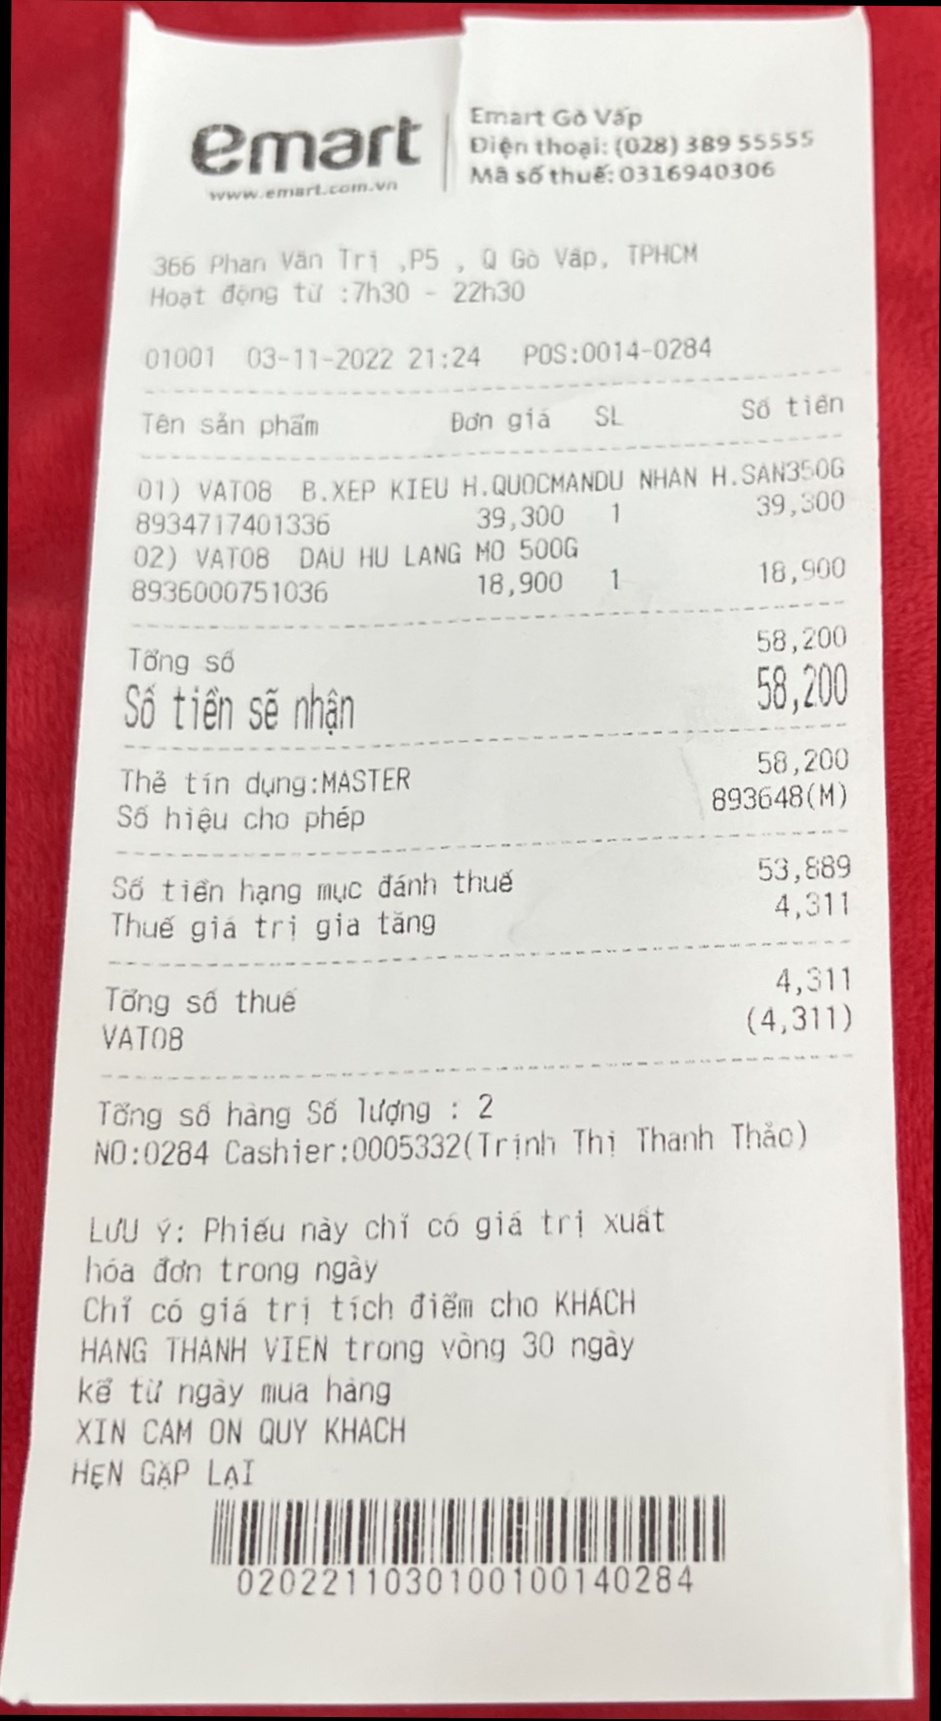 emart
www.emart.com.vn
Emart Gò Vấp
Điện thoại: (028) 389 55555
Mã số thuế: 0316940306
366 Phan Văn Trị ,P5 , Q Gò Vấp, TPHCM
Hoạt động từ :7h30 - 22h30
01001 03-11-2022 21:24 POS:0014-0284
Tên sản phẩm Đơn giá SL Số tiền
01) VAT08 B.XEP KIEU H.QUOCMANDU NHAN H.SAN350G
8934717401336 39,300 1 39,300
02) VAT08 DAU HU LANG MO 500G
8936000751036 18,900 1 18,900
Tổng số 58,200
Số tiền sẽ nhận 58,200
Thẻ tín dụng:MASTER 58,200
Số hiệu cho phép 893648(M)
Số tiền hạng mục đánh thuế 53,889
Thuế giá trị gia tăng 4,311
Tổng số thuế 4,311
VAT08 (4,311)
Tổng số hàng Số lượng : 2
NO:0284 Cashier:0005332(Trịnh Thị Thanh Thảo)
LƯU Ý: Phiếu này chỉ có giá trị xuất
hóa đơn trong ngày
Chỉ có giá trị tích điểm cho KHÁCH
HÀNG THÀNH VIÊN trong vòng 30 ngày
kể từ ngày mua hàng
XIN CAM ON QUY KHACH
HẸN GẶP LẠI
0202211030100100140284